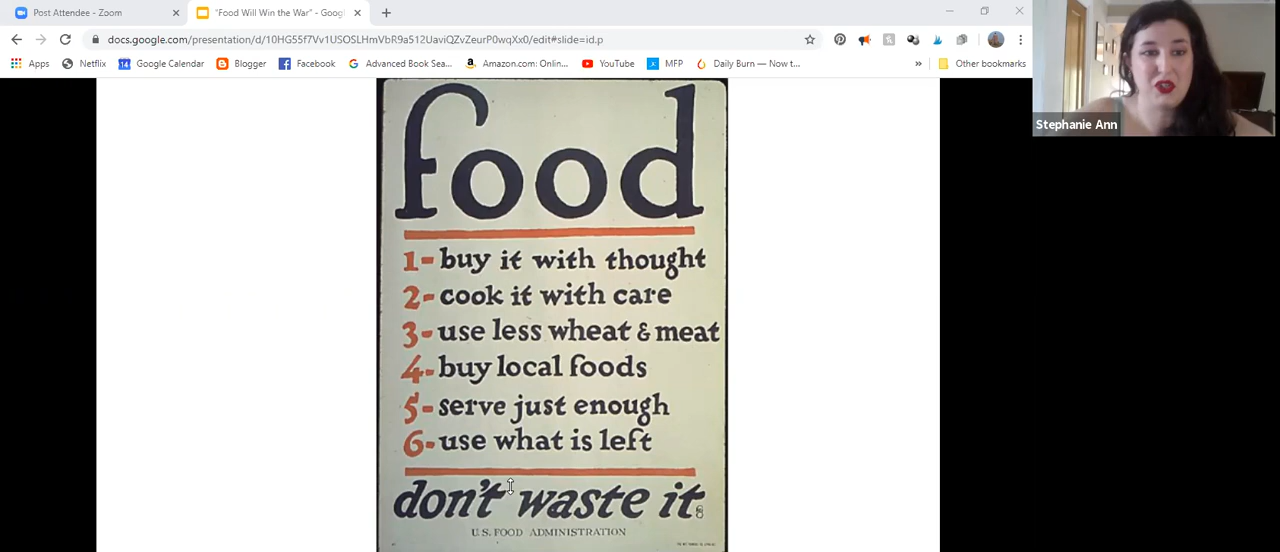 Post Attendee - Zoom
"Food Will Win the War" - Goog
docs.google.com/presentation/d/10HG55f7Vv1USOSLHmVbR9a512UaviQZvZeurP0wqXx0/edit#slide=id.p
Apps
Netflix
Google Calendar
Blogger
Facebook
Advanced Book Sea...
Amazon.com: Onlin...
YouTube
MFP
Daily Burn — Now t...
»
Other bookmarks
Stephanie Ann
food
1- buy it with thought
2- cook it with care
3- use less wheat & meat
4- buy local foods
5- serve just enough
6- use what is left
don't waste it
U.S. FOOD ADMINISTRATION